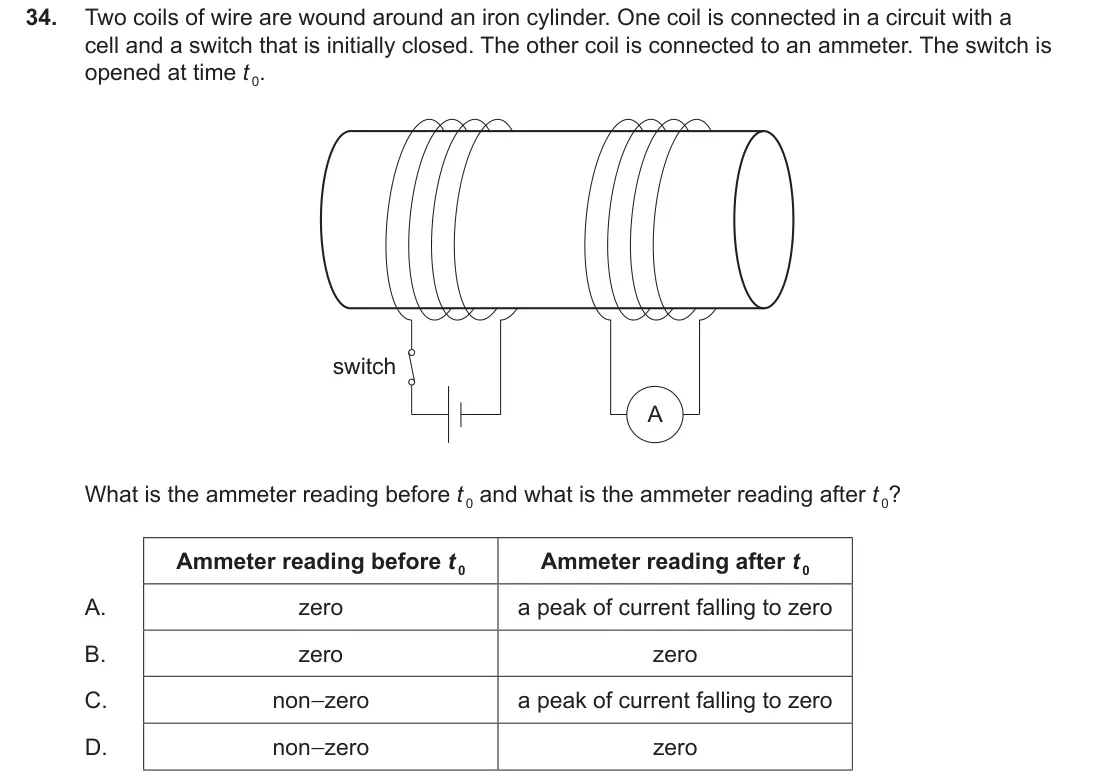 34. Two coils of wire are wound around an iron cylinder. One coil is connected in a circuit with a
cell and a switch that is initially closed. The other coil is connected to an ammeter. The switch is
opened at time t₀.
switch
A
What is the ammeter reading before t₀ and what is the ammeter reading after t₀?
Ammeter reading before t₀ Ammeter reading after t₀
A. zero a peak of current falling to zero
B. zero zero
C. non–zero a peak of current falling to zero
D. non–zero zero